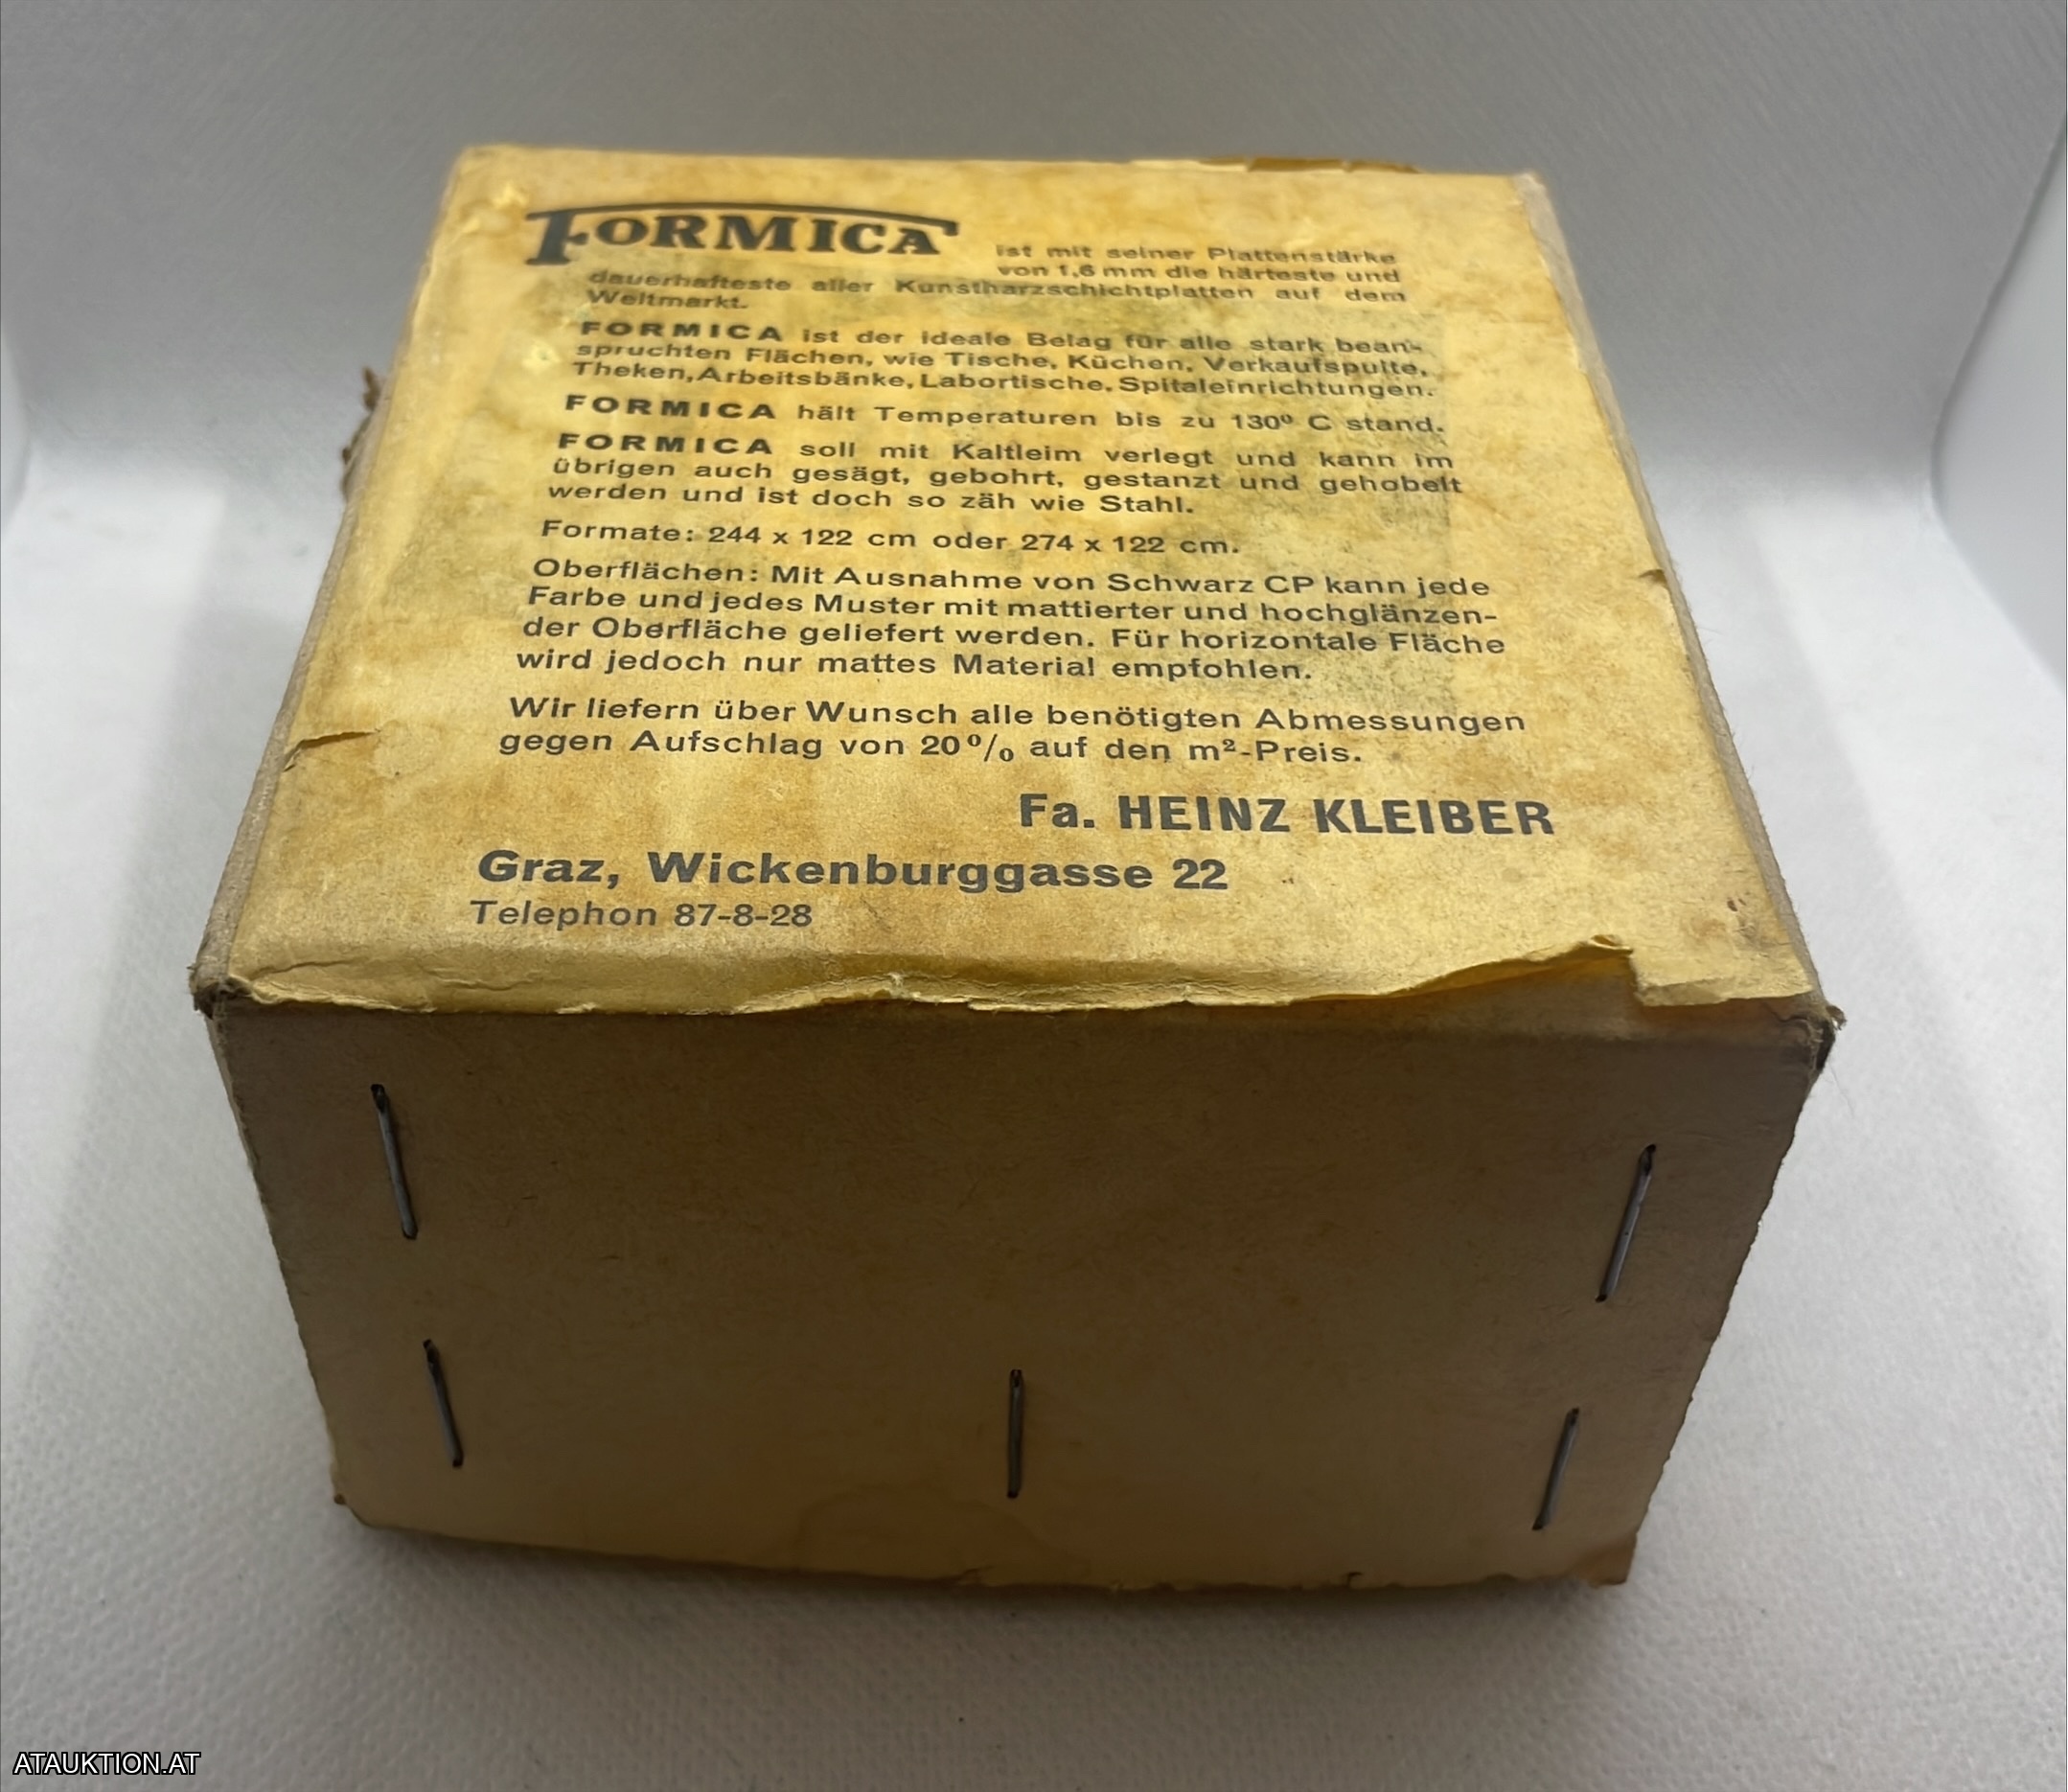 FORMICA ist mit seiner Plattenstärke
von 1,6 mm die härteste und
dauerhafteste aller Kunstharzschichtplatten auf dem
Weltmarkt.
FORMICA ist der ideale Belag für alle stark bean-
spruchten Flächen, wie Tische, Küchen, Verkaufspulte,
Theken, Arbeitsbänke, Labortische, Spitaleinrichtungen.
FORMICA hält Temperaturen bis zu 130º C stand.
FORMICA soll mit Kaltleim verlegt und kann im
übrigen auch gesägt, gebohrt, gestanzt und gehobelt
werden und ist doch so zäh wie Stahl.
Formate: 244 x 122 cm oder 274 x 122 cm.
Oberflächen: Mit Ausnahme von Schwarz CP kann jede
Farbe und jedes Muster mit mattierter und hochglänzen-
der Oberfläche geliefert werden. Für horizontale Fläche
wird jedoch nur mattes Material empfohlen.
Wir liefern über Wunsch alle benötigten Abmessungen
gegen Aufschlag von 20% auf den m²-Preis.
Fa. HEINZ KLEIBER
Graz, Wickenburggasse 22
Telephon 87-8-28
ATAUKTION.AT